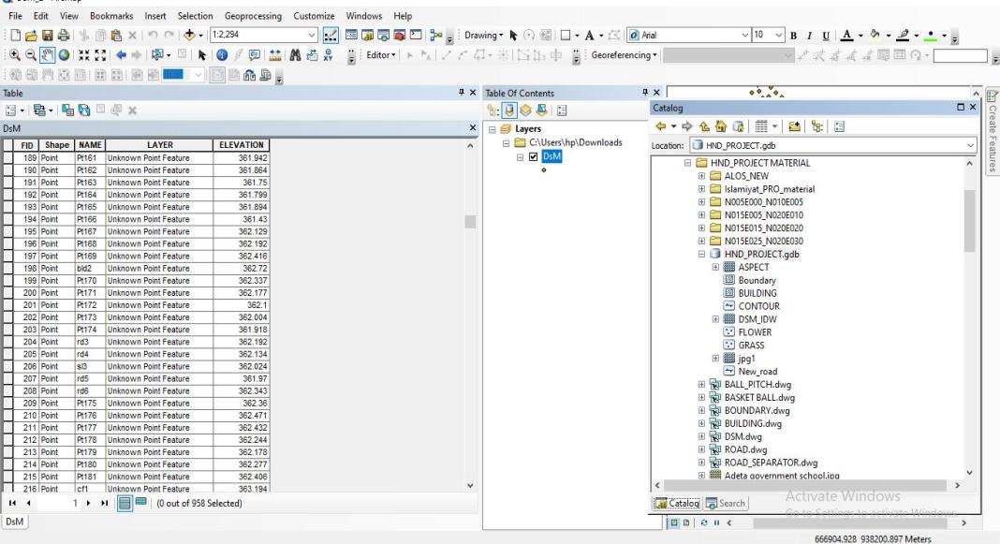 File Edit View Bookmarks Insert Selection Geoprocessing Customize Windows Help
1:2,294 Drawing A Arial 10 B I U A
Editor Georeferencing
Table
Table Of Contents
Catalog
Create Features
DsM
Layers
C:\Users\hp\Downloads
DsM
Location: HND_PROJECT.gdb
FID Shape NAME LAYER ELEVATION
189 Point Pt161 Unknown Point Feature 361.942
190 Point Pt162 Unknown Point Feature 361.864
191 Point Pt163 Unknown Point Feature 361.75
192 Point Pt164 Unknown Point Feature 361.799
193 Point Pt165 Unknown Point Feature 361.894
194 Point Pt166 Unknown Point Feature 361.43
195 Point Pt167 Unknown Point Feature 362.129
196 Point Pt168 Unknown Point Feature 362.192
197 Point Pt169 Unknown Point Feature 362.416
198 Point bld2 Unknown Point Feature 362.72
199 Point Pt170 Unknown Point Feature 362.337
200 Point Pt171 Unknown Point Feature 362.177
201 Point Pt172 Unknown Point Feature 362.1
202 Point Pt173 Unknown Point Feature 362.004
203 Point Pt174 Unknown Point Feature 361.918
204 Point rd3 Unknown Point Feature 362.192
205 Point rd4 Unknown Point Feature 362.134
206 Point sl3 Unknown Point Feature 362.024
207 Point rd5 Unknown Point Feature 361.97
208 Point rd6 Unknown Point Feature 362.343
209 Point Pt175 Unknown Point Feature 362.36
210 Point Pt176 Unknown Point Feature 362.471
211 Point Pt177 Unknown Point Feature 362.432
212 Point Pt178 Unknown Point Feature 362.244
213 Point Pt179 Unknown Point Feature 362.178
214 Point Pt180 Unknown Point Feature 362.277
215 Point Pt181 Unknown Point Feature 362.406
216 Point cf1 Unknown Point Feature 363.194
1 (0 out of 958 Selected)
DsM
HND_PROJECT MATERIAL
ALOS_NEW
Islamiyat_PRO_material
N005E000_N010E005
N015E005_N020E010
N015E015_N020E020
N015E025_N020E030
HND_PROJECT.gdb
ASPECT
Boundary
BUILDING
CONTOUR
DSM_IDW
FLOWER
GRASS
jpg1
New_road
BALL_PITCH.dwg
BASKET BALL.dwg
BOUNDARY.dwg
BUILDING.dwg
DSM.dwg
ROAD.dwg
ROAD_SEPARATOR.dwg
Adeta government school.jpg
Catalog Search
Activate Windows
Go to Settings to activate Windows.
666904.928 938200.897 Meters